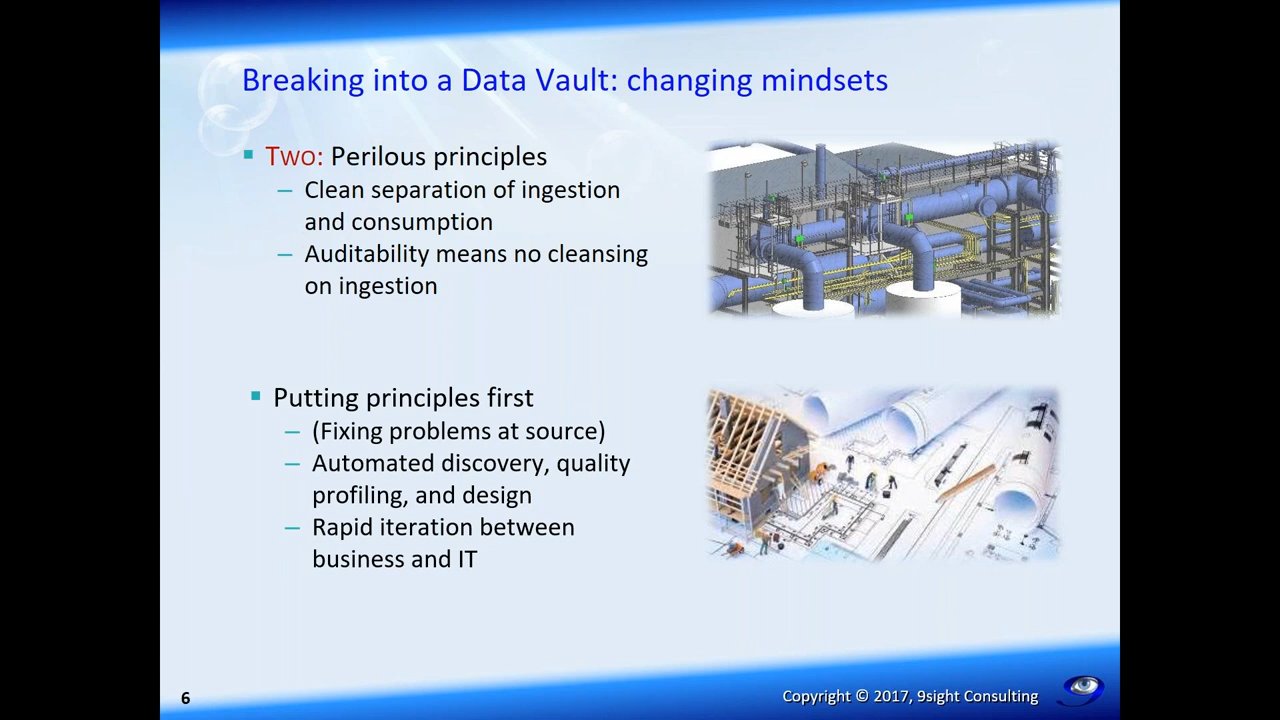 Breaking into a Data Vault: changing mindsets
▪ Two: Perilous principles
– Clean separation of ingestion
and consumption
– Auditability means no cleansing
on ingestion
▪ Putting principles first
– (Fixing problems at source)
– Automated discovery, quality
profiling, and design
– Rapid iteration between
business and IT
6
Copyright © 2017, 9sight Consulting